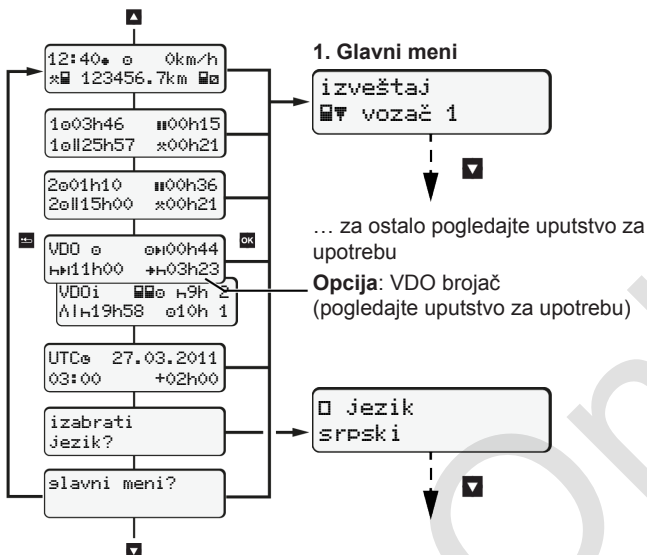 12:40 0km/h
123456.7km
1 03h46 00h15
1 25h57 00h21
2 01h10 00h36
2 15h00 00h21
VDO 00h44
11h00 03h23
VDOi 9h 2
19h58 10h 1
UTC 27.03.2011
03:00 +02h00
izabrati
jezik?
glavni meni?
OK
1. Glavni meni
izveštaj
vozač 1
… za ostalo pogledajte uputstvo za
upotrebu
Opcija: VDO brojač
(pogledajte uputstvo za upotrebu)
jezik
srpski